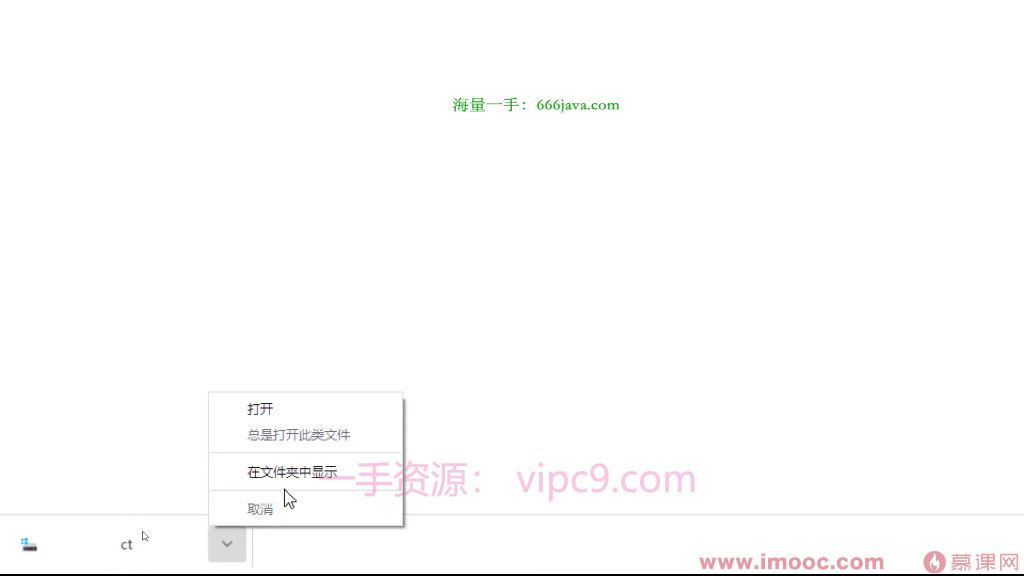 海量一手：666java.com
打开
总是打开此类文件
在文件夹中显示
一手资源： vipc9.com
取消
ct
www.imooc.com 慕课网